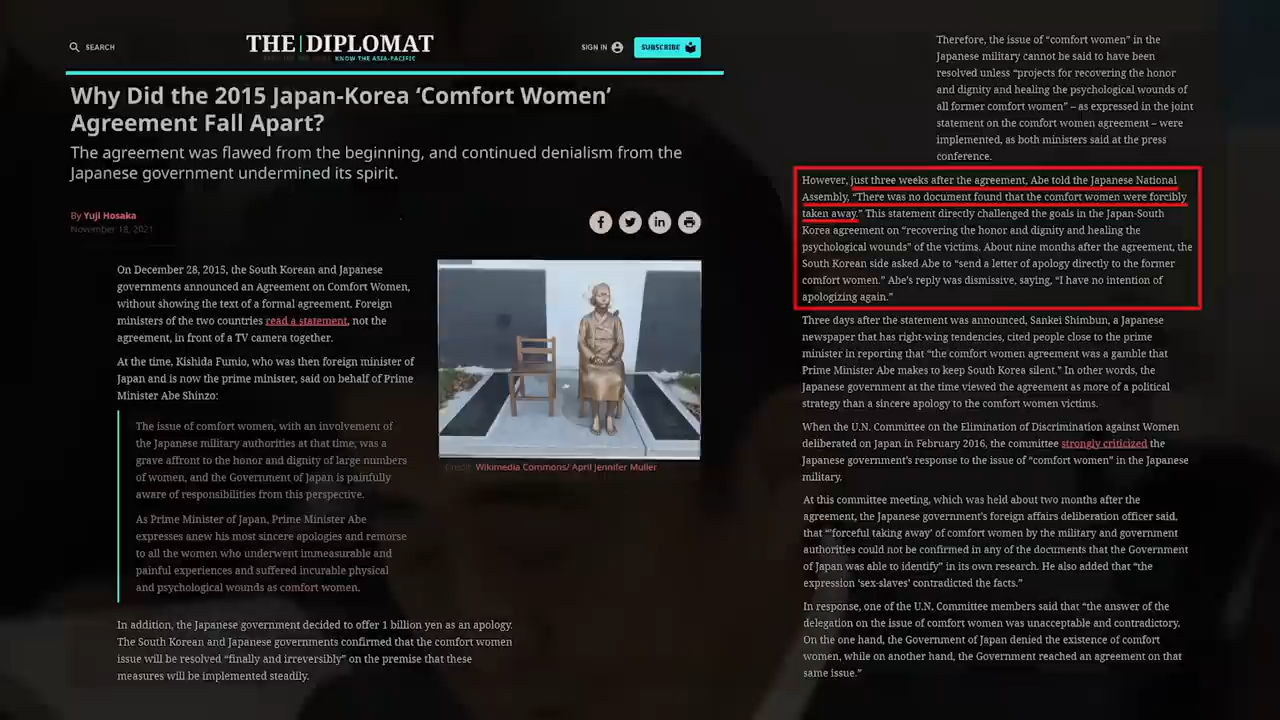 SEARCH
THE DIPLOMAT
KNOW THE ASIA-PACIFIC
SIGN IN
SUBSCRIBE
Why Did the 2015 Japan-Korea ‘Comfort Women’
Agreement Fall Apart?
The agreement was flawed from the beginning, and continued denialism from the
Japanese government undermined its spirit.
By Yuji Hosaka
November 18, 2021
On December 28, 2015, the South Korean and Japanese
governments announced an Agreement on Comfort Women,
without showing the text of a formal agreement. Foreign
ministers of the two countries read a statement, not the
agreement, in front of a TV camera together.
At the time, Kishida Fumio, who was then foreign minister of
Japan and is now the prime minister, said on behalf of Prime
Minister Abe Shinzo:
The issue of comfort women, with an involvement of
the Japanese military authorities at that time, was a
grave affront to the honor and dignity of large numbers
of women, and the Government of Japan is painfully
aware of responsibilities from this perspective.
As Prime Minister of Japan, Prime Minister Abe
expresses anew his most sincere apologies and remorse
to all the women who underwent immeasurable and
painful experiences and suffered incurable physical
and psychological wounds as comfort women.
In addition, the Japanese government decided to offer 1 billion yen as an apology.
The South Korean and Japanese governments confirmed that the comfort women
issue will be resolved “finally and irreversibly” on the premise that these
measures will be implemented steadily.
Credit: Wikimedia Commons/ April Jennifer Muller
Therefore, the issue of “comfort women” in the
Japanese military cannot be said to have been
resolved unless “projects for recovering the honor
and dignity and healing the psychological wounds of
all former comfort women” – as expressed in the joint
statement on the comfort women agreement – were
implemented, as both ministers said at the press
conference.
However, just three weeks after the agreement, Abe told the Japanese National
Assembly, “There was no document found that the comfort women were forcibly
taken away.” This statement directly challenged the goals in the Japan-South
Korea agreement on “recovering the honor and dignity and healing the
psychological wounds” of the victims. About nine months after the agreement, the
South Korean side asked Abe to “send a letter of apology directly to the former
comfort women.” Abe’s reply was dismissive, saying, “I have no intention of
apologizing again.”
Three days after the statement was announced, Sankei Shimbun, a Japanese
newspaper that has right-wing tendencies, cited people close to the prime
minister in reporting that “the comfort women agreement was a gamble that
Prime Minister Abe makes to keep South Korea silent.” In other words, the
Japanese government at the time viewed the agreement as more of a political
strategy than a sincere apology to the comfort women victims.
When the U.N. Committee on the Elimination of Discrimination against Women
deliberated on Japan in February 2016, the committee strongly criticized the
Japanese government’s response to the issue of “comfort women” in the Japanese
military.
At this committee meeting, which was held about two months after the
agreement, the Japanese government’s foreign affairs deliberation officer said,
that “‘forceful taking away’ of comfort women by the military and government
authorities could not be confirmed in any of the documents that the Government
of Japan was able to identify” in its own research. He also added that “the
expression ‘sex-slaves’ contradicted the facts.”
In response, one of the U.N. Committee members said that “the answer of the
delegation on the issue of comfort women was unacceptable and contradictory.
On the one hand, the Government of Japan denied the existence of comfort
women, while on another hand, the Government reached an agreement on that
same issue.”